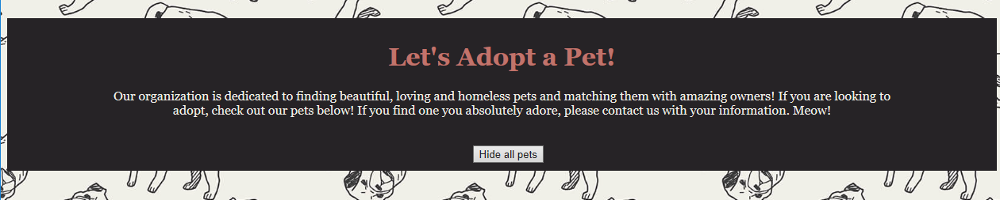 Let's Adopt a Pet!
Our organization is dedicated to finding beautiful, loving and homeless pets and matching them with amazing owners! If you are looking to
adopt, check out our pets below! If you find one you absolutely adore, please contact us with your information. Meow!
Hide all pets